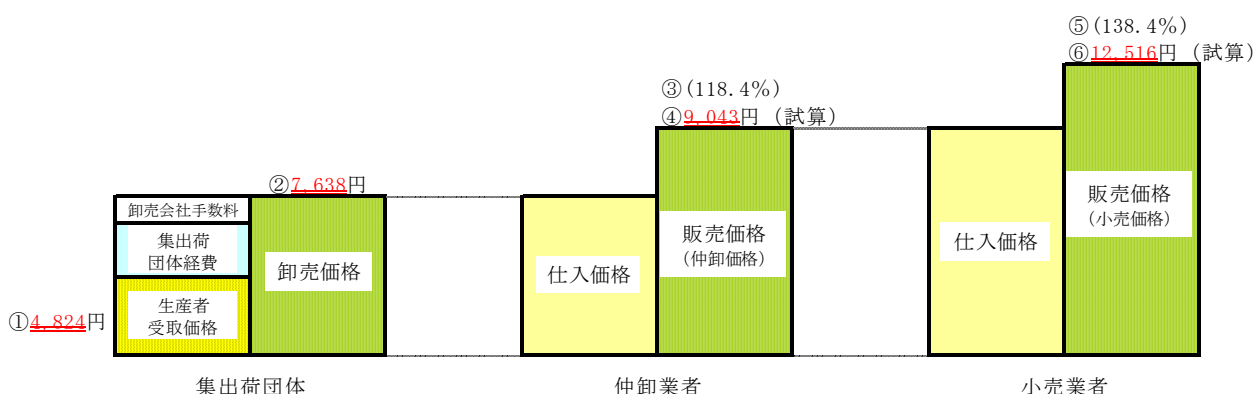 ⑤(138.4%)
⑥12,516円 (試算)
③(118.4%)
④9,043円 (試算)
②7,638円
卸売会社手数料
集出荷
団体経費
卸売価格
生産者
受取価格
①4,824円
仕入価格
販売価格
(仲卸価格)
仕入価格
販売価格
(小売価格)
集出荷団体
仲卸業者
小売業者